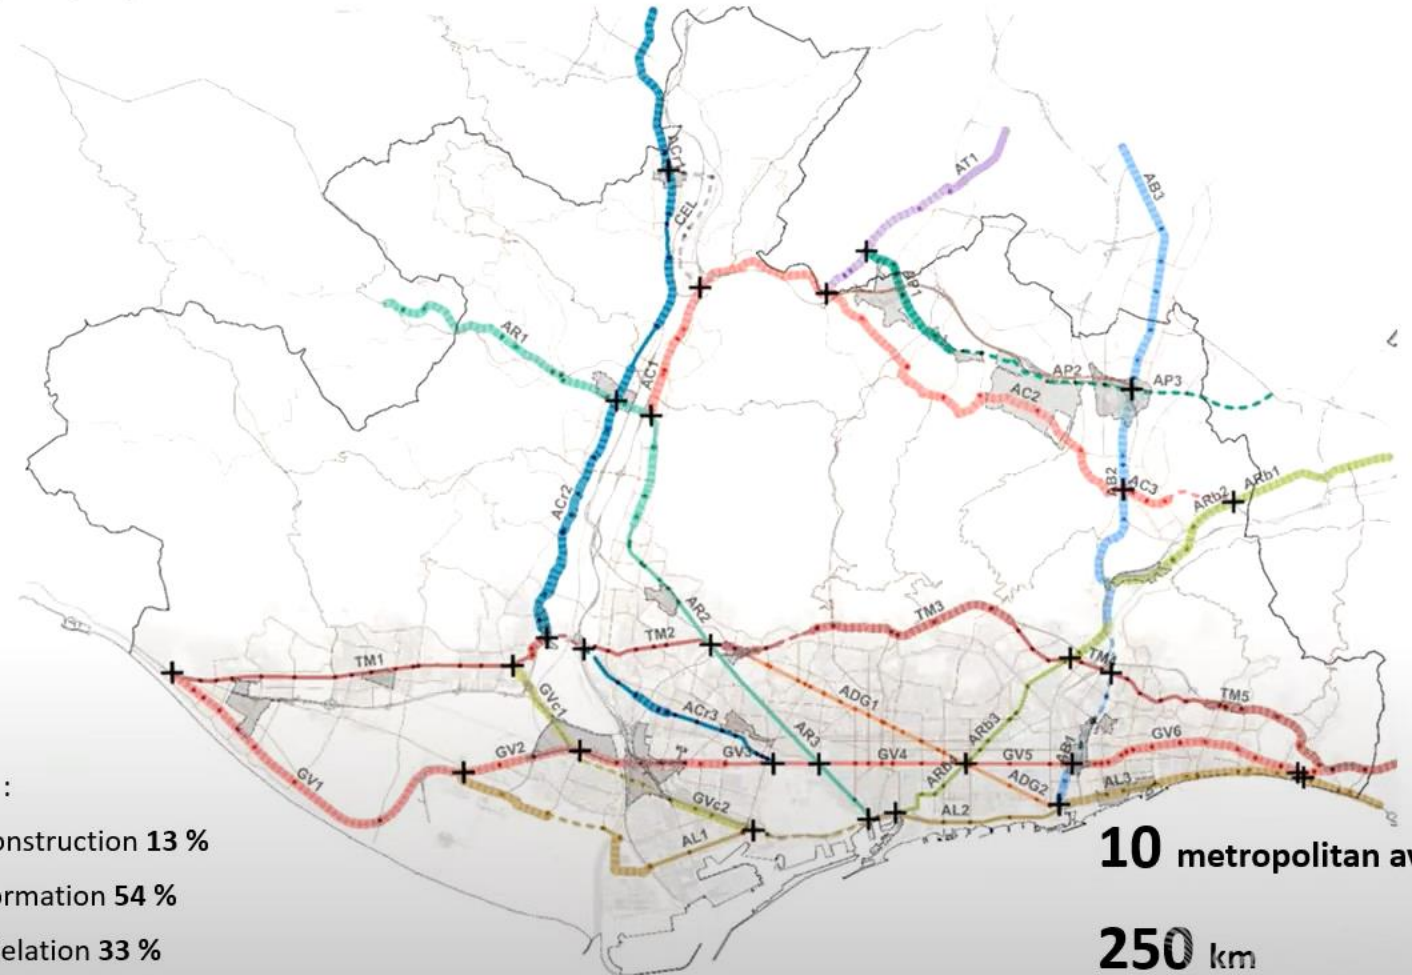 ACr1
CEL
AT1
AB3
AP1
AR1
AC1
AP2
AP3
AC2
ACr2
AB2
AC3
ARb2
ARb1
AR2
TM3
TM2
TM1
TM5
GVc1
ADG1
ACr3
AR3
ARb3
GV2
GV3
GV4
GV5
AB1
GV6
GV1
ADG2
AL3
GVc2
AL2
AL1
:
onstruction 13 %
ormation 54 %
elation 33 %
10 metropolitan av
250 km